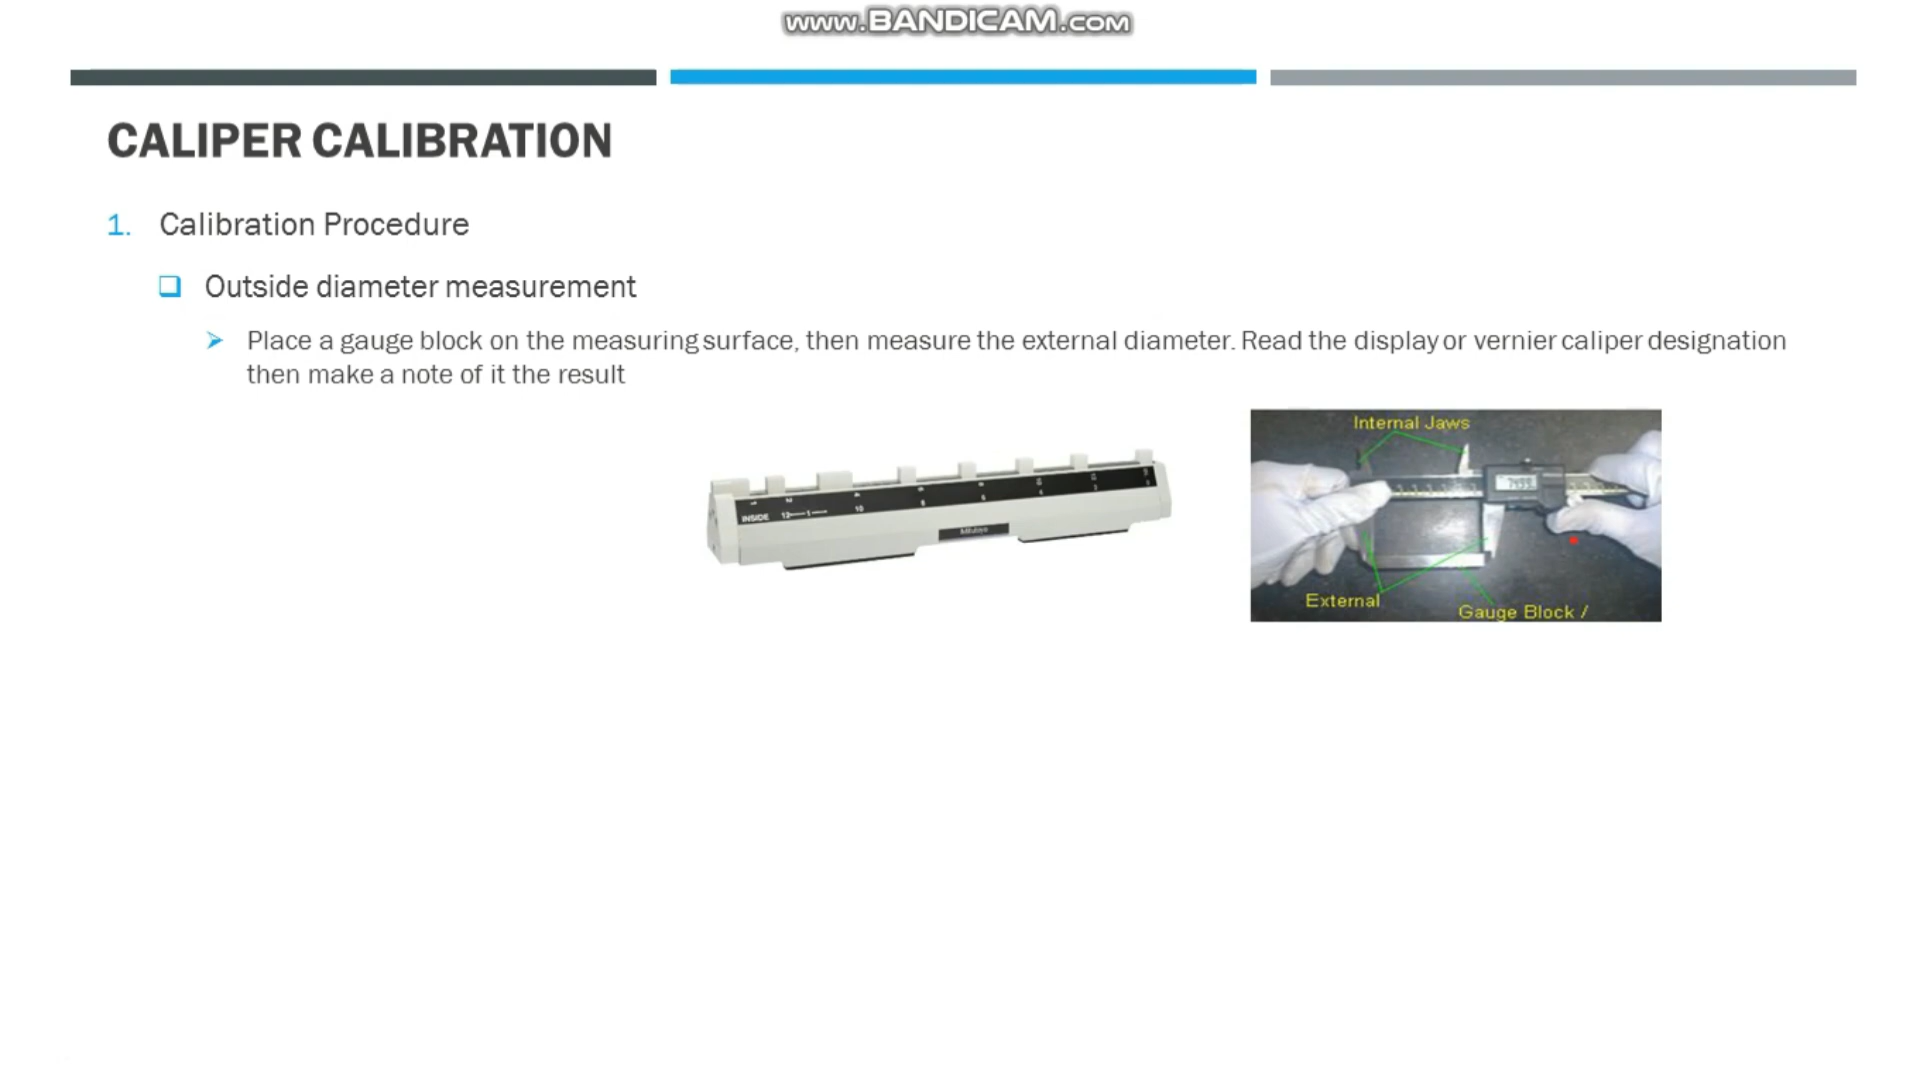 www.BANDICAM.com
CALIPER CALIBRATION
1. Calibration Procedure
Outside diameter measurement
Place a gauge block on the measuring surface, then measure the external diameter. Read the display or vernier caliper designation
then make a note of it the result
Internal Jaws
INSIDE
Mitutoyo
External
Gauge Block /